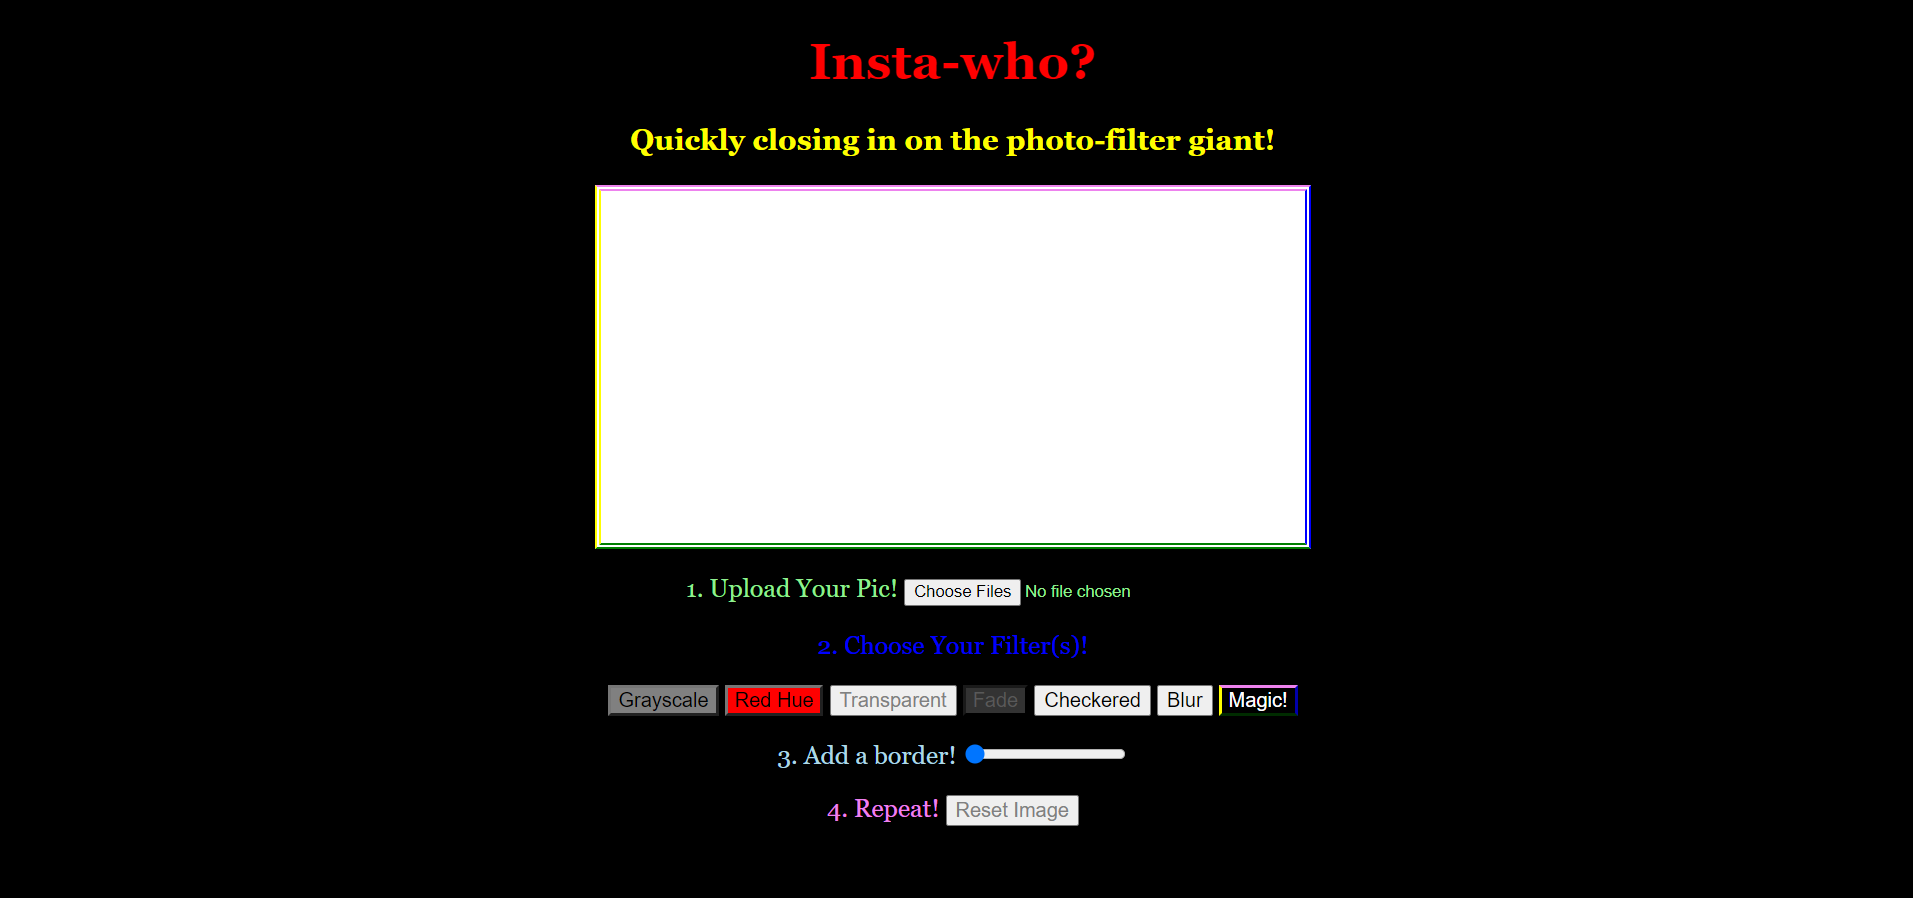 Insta-who?
Quickly closing in on the photo-filter giant!
1. Upload Your Pic! Choose Files No file chosen
2. Choose Your Filter(s)!
Grayscale Red Hue Transparent Fade Checkered Blur Magic!
3. Add a border!
4. Repeat! Reset Image